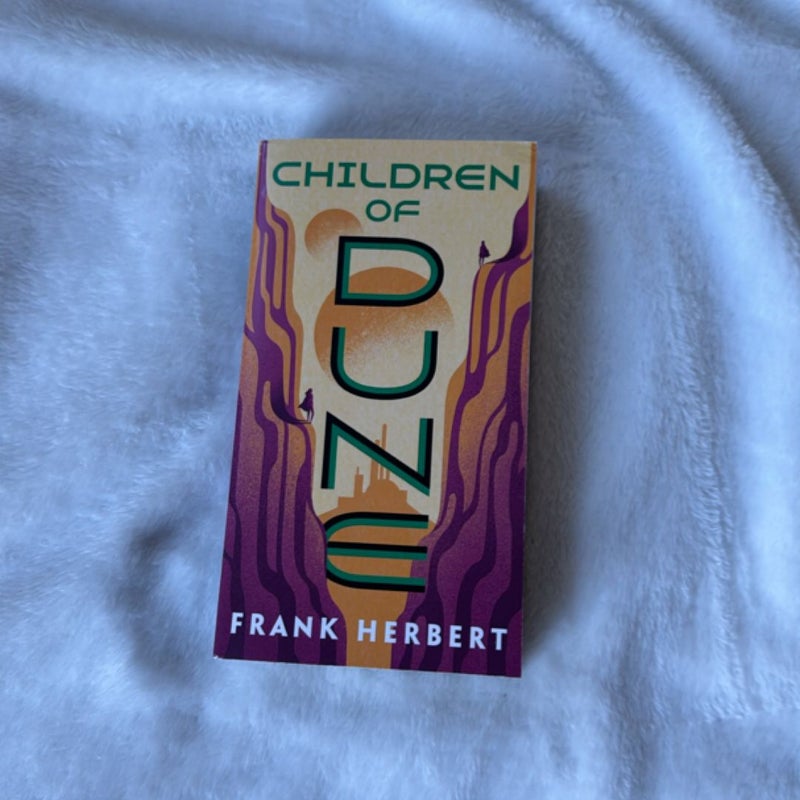 CHILDREN
OF
DUNE
FRANK HERBERT